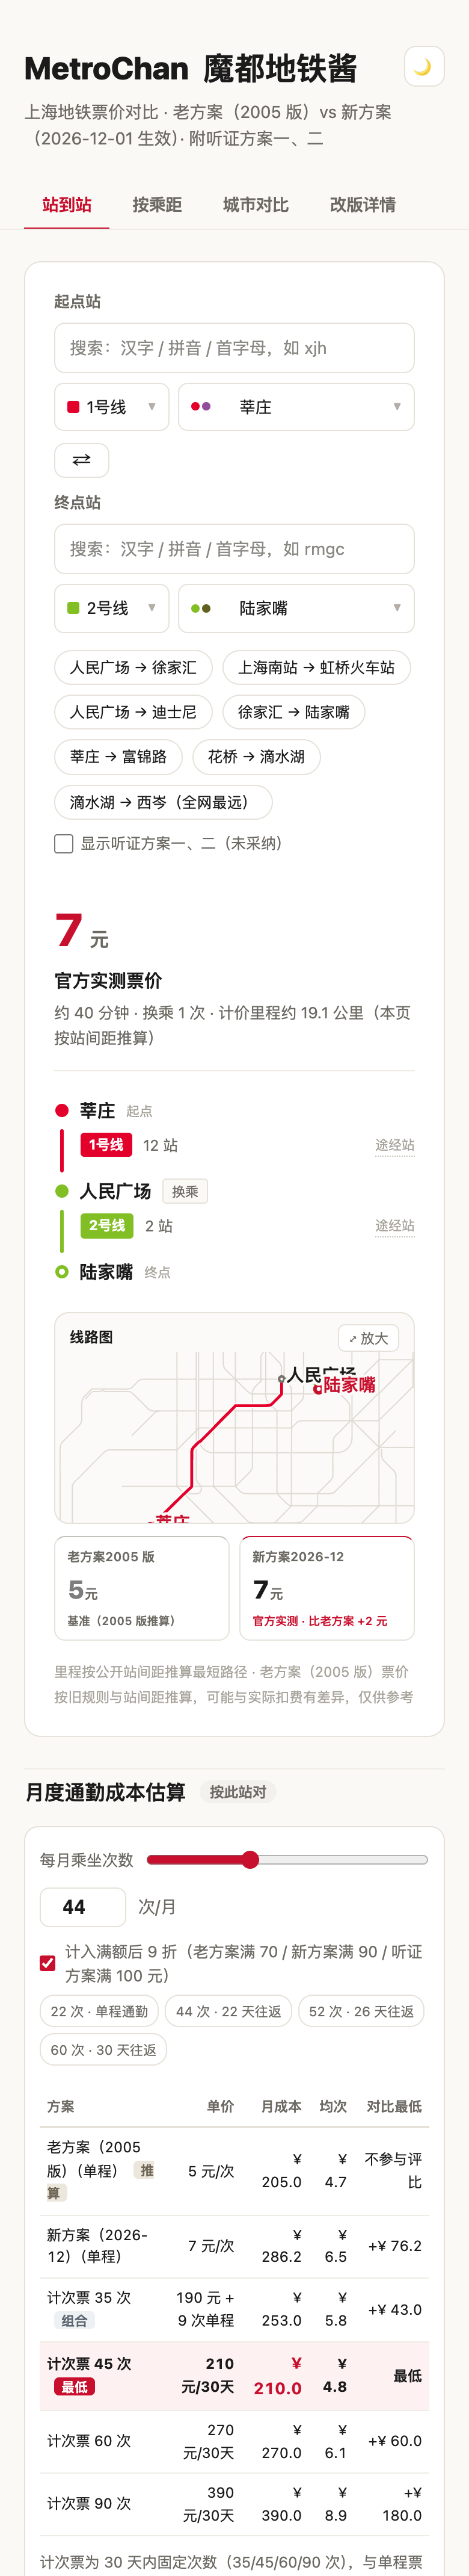 MetroChan 魔都地铁酱
上海地铁票价对比 · 老方案（2005 版）vs 新方案
（2026-12-01 生效）· 附听证方案一、二
站到站 按乘距 城市对比 改版详情
起点站
搜索：汉字 / 拼音 / 首字母，如 xjh
1号线 莘庄
⇄
终点站
搜索：汉字 / 拼音 / 首字母，如 rmgc
2号线 陆家嘴
人民广场 → 徐家汇 上海南站 → 虹桥火车站
人民广场 → 迪士尼 徐家汇 → 陆家嘴
莘庄 → 富锦路 花桥 → 滴水湖
滴水湖 → 西岑（全网最远）
显示听证方案一、二（未采纳）
7 元
官方实测票价
约 40 分钟 · 换乘 1 次 · 计价里程约 19.1 公里（本页
按站间距推算）
莘庄 起点
1号线 12 站 途经站
人民广场 换乘
2号线 2 站 途经站
陆家嘴 终点
线路图 ⤢ 放大
人民广场
陆家嘴
莘庄
老方案2005 版 新方案2026-12
5元 7元
基准（2005 版推算） 官方实测 · 比老方案 +2 元
里程按公开站间距推算最短路径 · 老方案（2005 版）票价
按旧规则与站间距推算，可能与实际扣费有差异，仅供参考
月度通勤成本估算 按此站对
每月乘坐次数
44 次/月
计入满额后 9 折（老方案满 70 / 新方案满 90 / 听证
方案满 100 元）
22 次 · 单程通勤 44 次 · 22 天往返 52 次 · 26 天往返
60 次 · 30 天往返
方案 单价 月成本 均次 对比最低
老方案（2005
版）（单程） 推
算 5 元/次 ¥
205.0 ¥
4.7 不参与评
比
新方案（2026-
12）（单程） 7 元/次 ¥
286.2 ¥
6.5 +¥ 76.2
计次票 35 次
组合 190 元 +
9 次单程 ¥
253.0 ¥
5.8 +¥ 43.0
计次票 45 次
最低 210
元/30天 ¥
210.0 ¥
4.8 最低
计次票 60 次 270
元/30天 ¥
270.0 ¥
6.1 +¥ 60.0
计次票 90 次 390
元/30天 ¥
390.0 ¥
8.9 +¥
180.0
计次票为 30 天内固定次数（35/45/60/90 次），与单程票